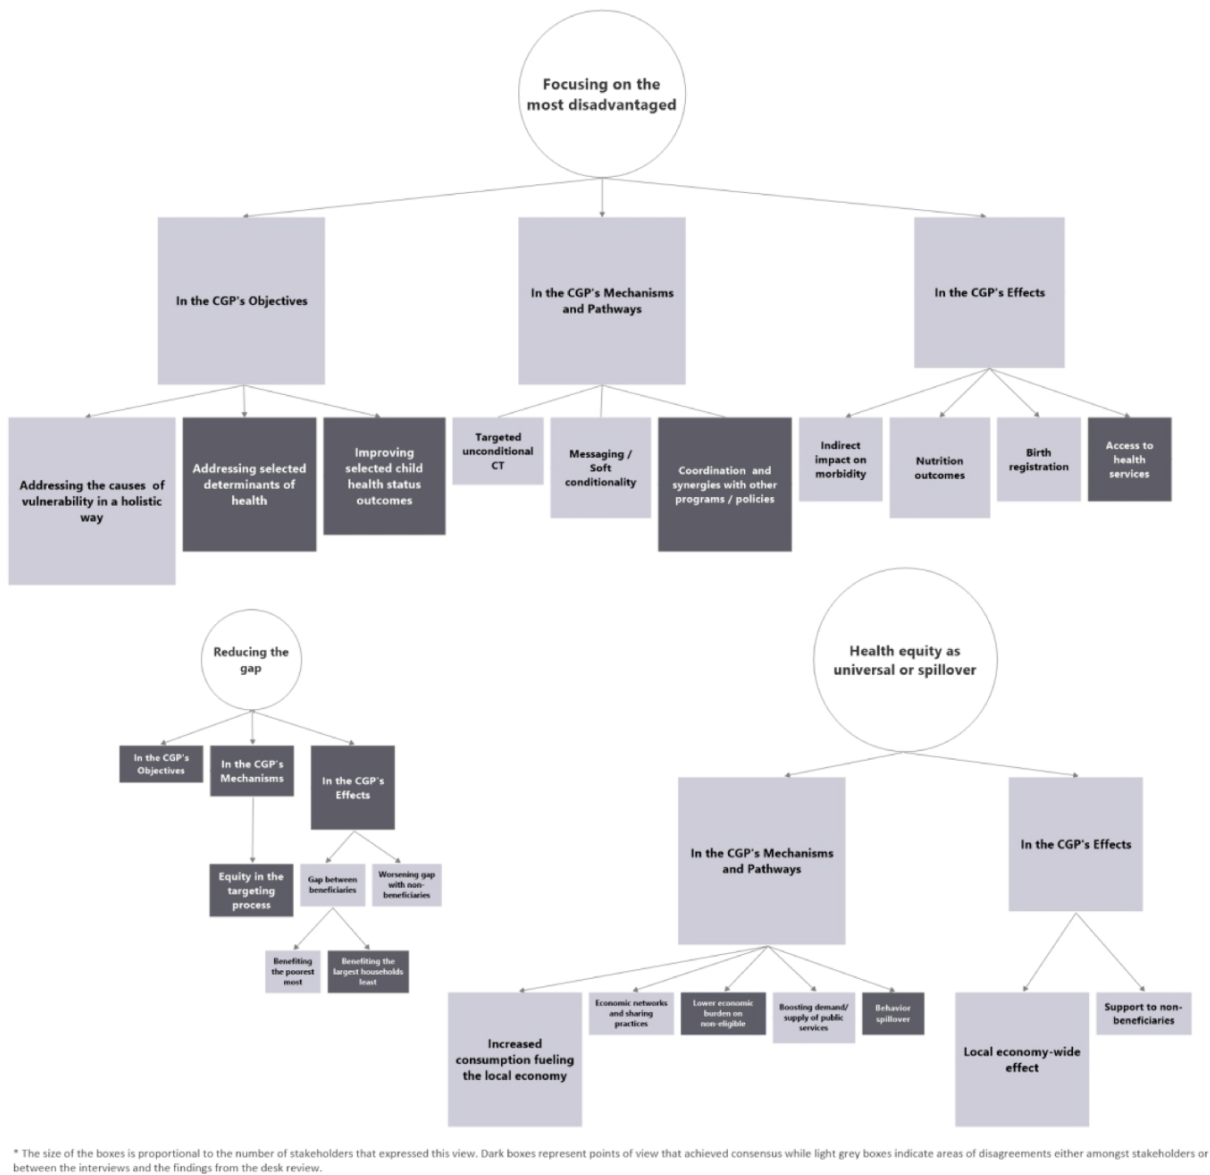 Focusing on the
most disadvantaged
In the CGP's Objectives
In the CGP's Mechanisms
and Pathways
In the CGP's Effects
Addressing the causes of
vulnerability in a holistic
way
Addressing selected
determinants of
health
Improving
selected child
health status
outcomes
Targeted
unconditional
CT
Messaging /
Soft
conditionality
Coordination and
synergies with other
programs / policies
Indirect
impact on
morbidity
Nutrition
outcomes
Birth
registration
Access to
health
services
Reducing the
gap
In the CGP's
Objectives
In the CGP's
Mechanisms
In the CGP's
Effects
Equity in the
targeting
process
Gap between
beneficiaries
Worsening gap
with non-
beneficiaries
Benefiting
the poorest
most
Benefiting the
largest households
least
Health equity as
universal or spillover
In the CGP's Mechanisms
and Pathways
In the CGP's Effects
Increased
consumption fueling
the local economy
Economic networks
and sharing
practices
Lower economic
burden on
non-eligible
Boosting demand/
supply of public
services
Behavior
spillover
Local economy-wide
effect
Support to non-
beneficiaries
* The size of the boxes is proportional to the number of stakeholders that expressed this view. Dark boxes represent points of view that achieved consensus while light grey boxes indicate areas of disagreements either amongst stakeholders or
between the interviews and the findings from the desk review.